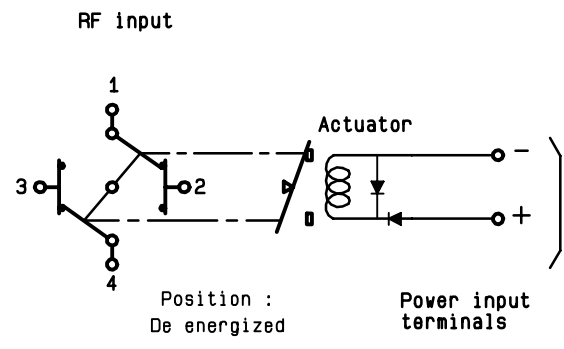 RF input
1
Actuator
−
3
2
+
4
Position :
De energized
Power input
terminals